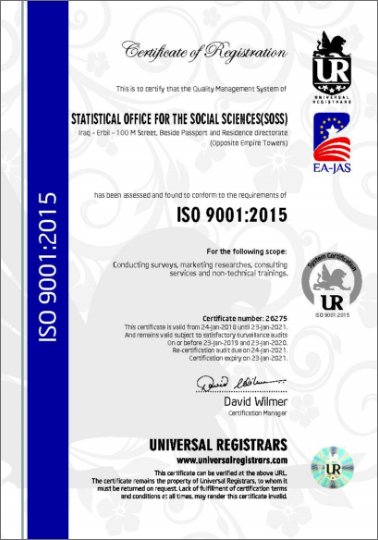 Certificate of Registration
UR
UNIVERSAL
REGISTRARS
This is to certify that the Quality Management System of
STATISTICAL OFFICE FOR THE SOCIAL SCIENCES(SOSS)
Iraq - Erbil - 100 M Street, Beside Passport and Residence directorate
(Opposite Empire Towers)
EA-JAS
has been assessed and found to conform to the requirements of
ISO 9001:2015
ISO 9001:2015
For the following scope:
Conducting surveys, marketing researches, consulting
services and non-technical trainings.
System Certification
UR
ISO 9001:2015
Certificate number: 26275
This certificate is valid from 24-Jan-2018 until 23-Jan-2021.
And remains valid subject to satisfactory surveillance audits
On or before 23-Jan-2019 and 23-Jan-2020.
Re-certification audit due on 24-Jan-2021.
Certification expiry on 23-Jan-2021.
David Wilmer
Certification Manager
UNIVERSAL REGISTRARS
www.universalregistrars.com
This certificate can be verified at the above URL.
The certificate remains the property of Universal Registrars, to whom it
must be returned on request. Lack of fulfillment of certification terms
and conditions at all times, may render this certificate invalid.
UR